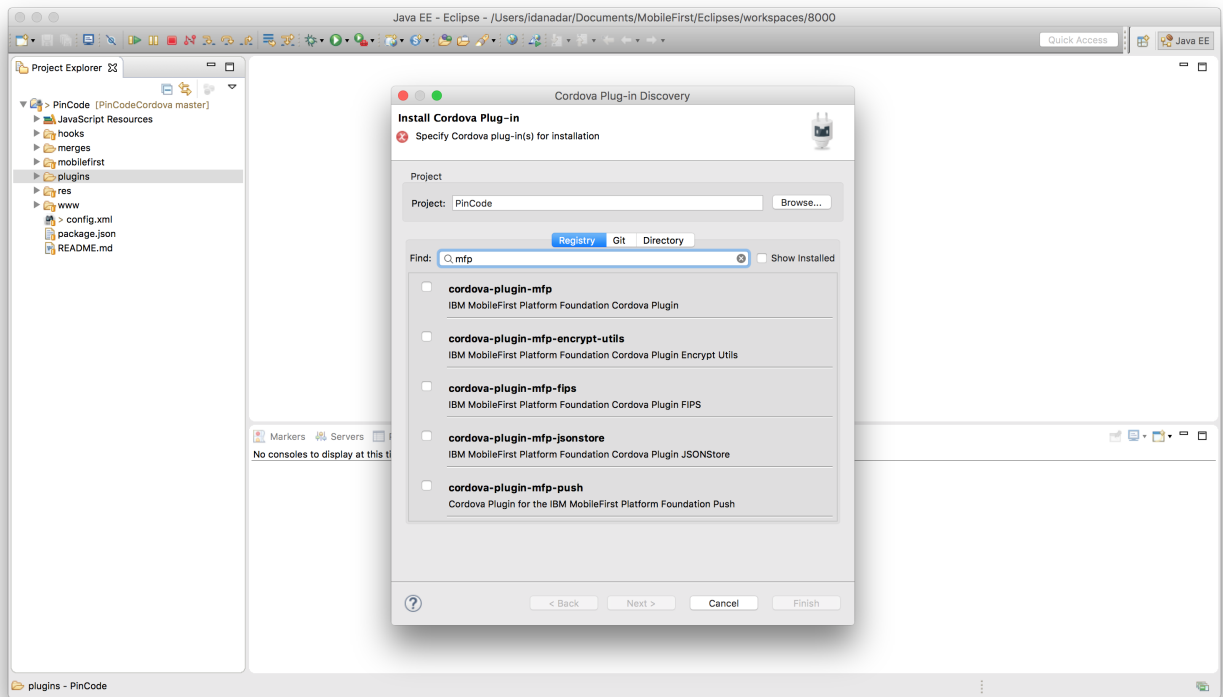 Java EE - Eclipse - /Users/idanadar/Documents/MobileFirst/Eclipses/workspaces/8000
Quick Access
Java EE
Project Explorer
> PinCode [PinCodeCordova master]
JavaScript Resources
hooks
merges
mobilefirst
plugins
res
www
> config.xml
package.json
README.md
Cordova Plug-in Discovery
Install Cordova Plug-in
Specify Cordova plug-in(s) for installation
Project
Project: PinCode Browse...
Registry Git Directory
Find: mfp Show Installed
cordova-plugin-mfp
IBM MobileFirst Platform Foundation Cordova Plugin
cordova-plugin-mfp-encrypt-utils
IBM MobileFirst Platform Foundation Cordova Plugin Encrypt Utils
cordova-plugin-mfp-fips
IBM MobileFirst Platform Foundation Cordova Plugin FIPS
cordova-plugin-mfp-jsonstore
IBM MobileFirst Platform Foundation Cordova Plugin JSONStore
cordova-plugin-mfp-push
Cordova Plugin for the IBM MobileFirst Platform Foundation Push
? < Back Next > Cancel Finish
Markers Servers
No consoles to display at this
plugins - PinCode